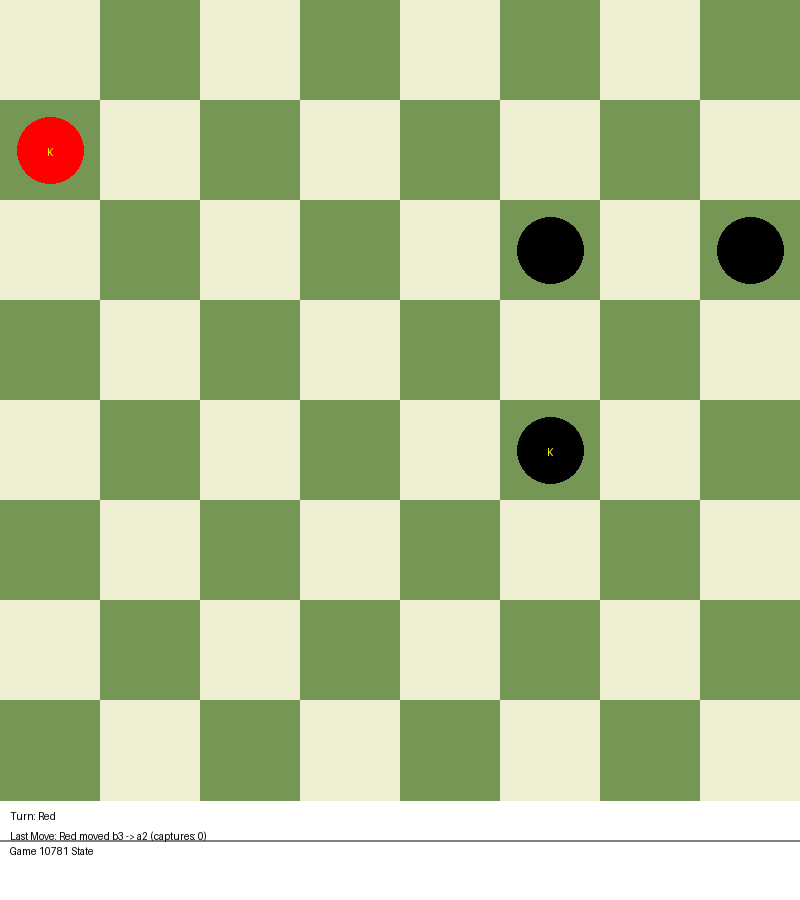 K
K
Turn: Red
Last Move: Red moved b3 -> a2 (captures: 0)
Game 10781 State